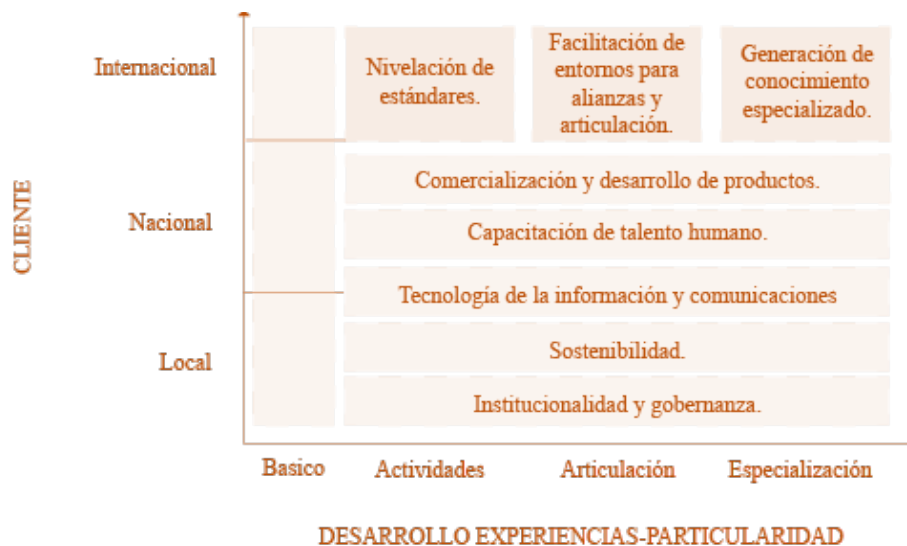 Internacional
Nivelación de
estándares.
Facilitación de
entornos para
alianzas y
articulación.
Generación de
conocimiento
especializado.
CLIENTE
Nacional
Comercialización y desarrollo de productos.
Capacitación de talento humano.
Tecnología de la información y comunicaciones
Local
Sostenibilidad.
Institucionalidad y gobernanza.
Basico
Actividades
Articulación
Especialización
DESARROLLO EXPERIENCIAS-PARTICULARIDAD